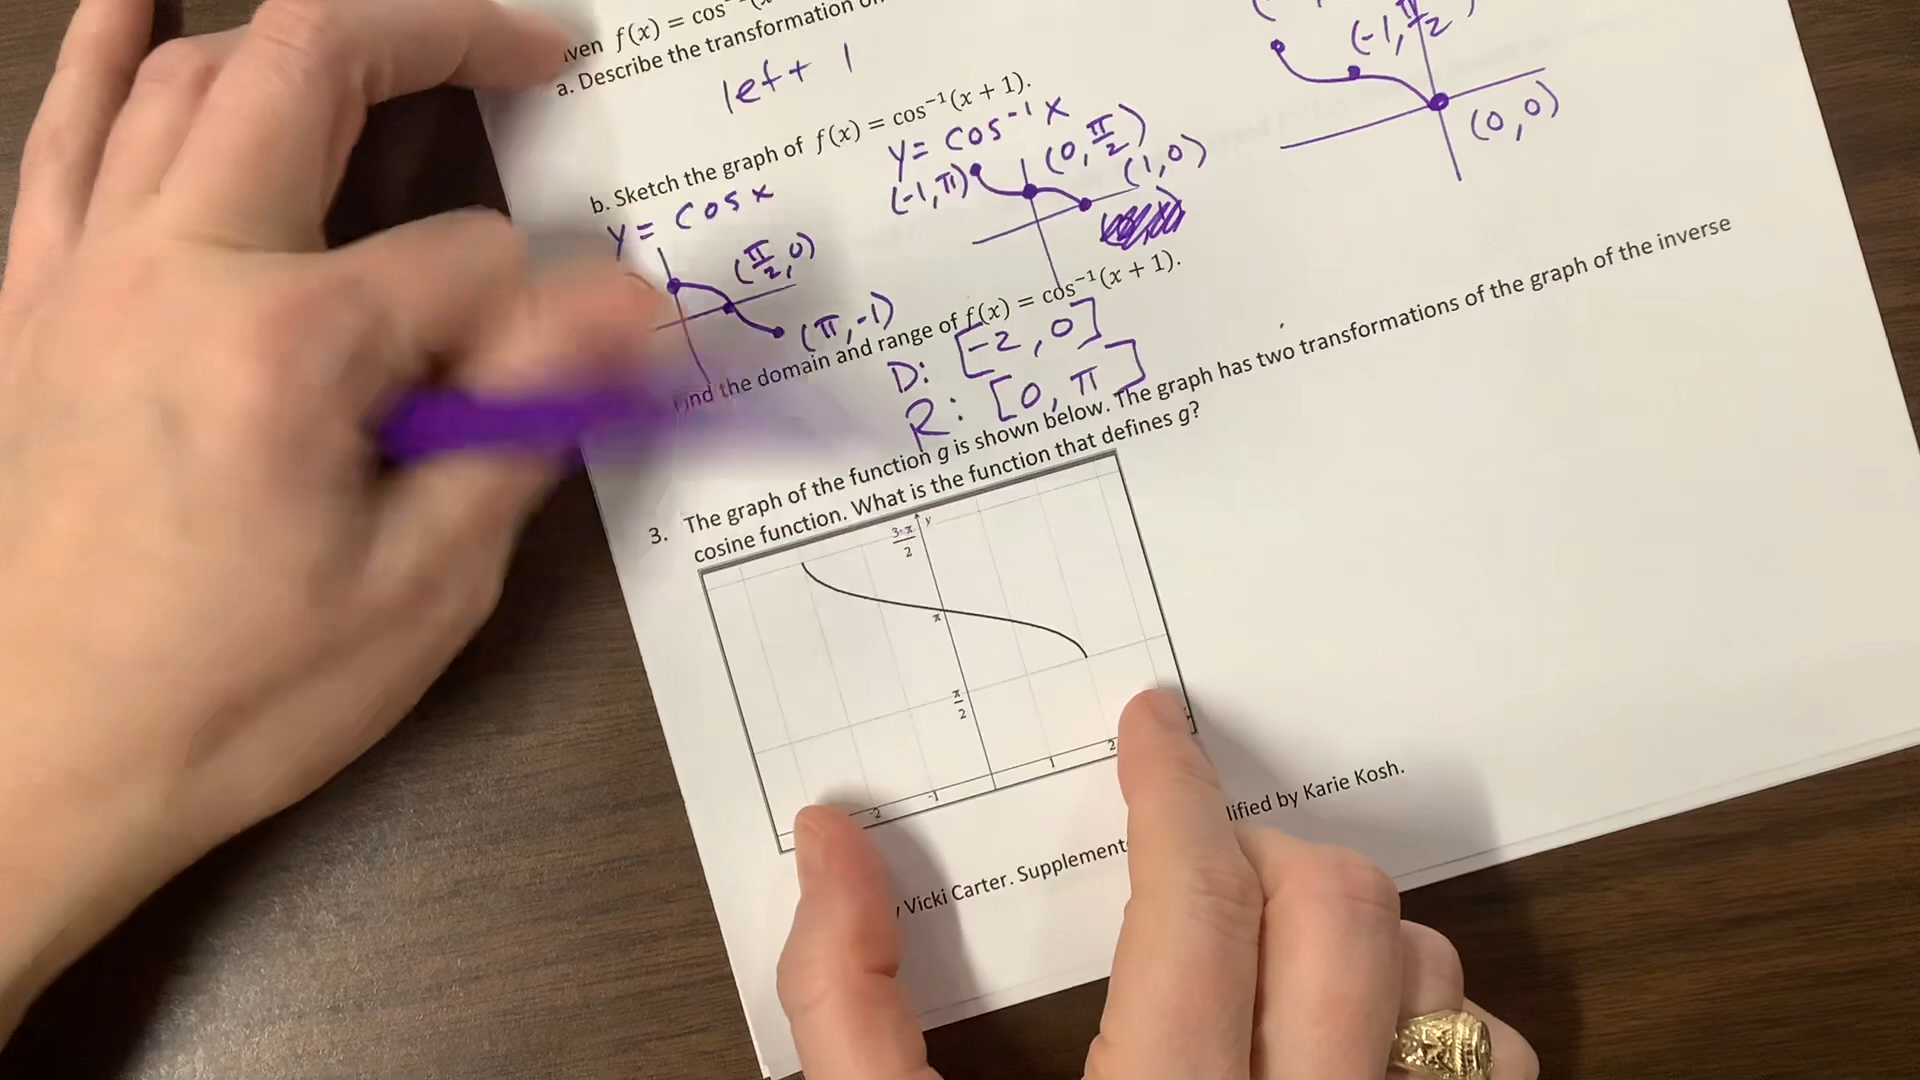 f(x) = cos
a. Describe the transformation
left 1
b. Sketch the graph of f(x) = cos⁻¹(x + 1).
y = cos x
(π/2, 0)
(π, -1)
y = cos⁻¹ x
(-1, π)
(0, π/2)
(1, 0)
(-1, π/2)
(0, 0)
the domain and range of f(x) = cos⁻¹(x + 1).
D: [-2, 0]
R: [0, π]
3. The graph of the function g is shown below. The graph has two transformations of the graph of the inverse
cosine function. What is the function that defines g?
3·π/2
y
π
π/2
-2 -1 1 2
Vicki Carter. Supplement
by Karie Kosh.